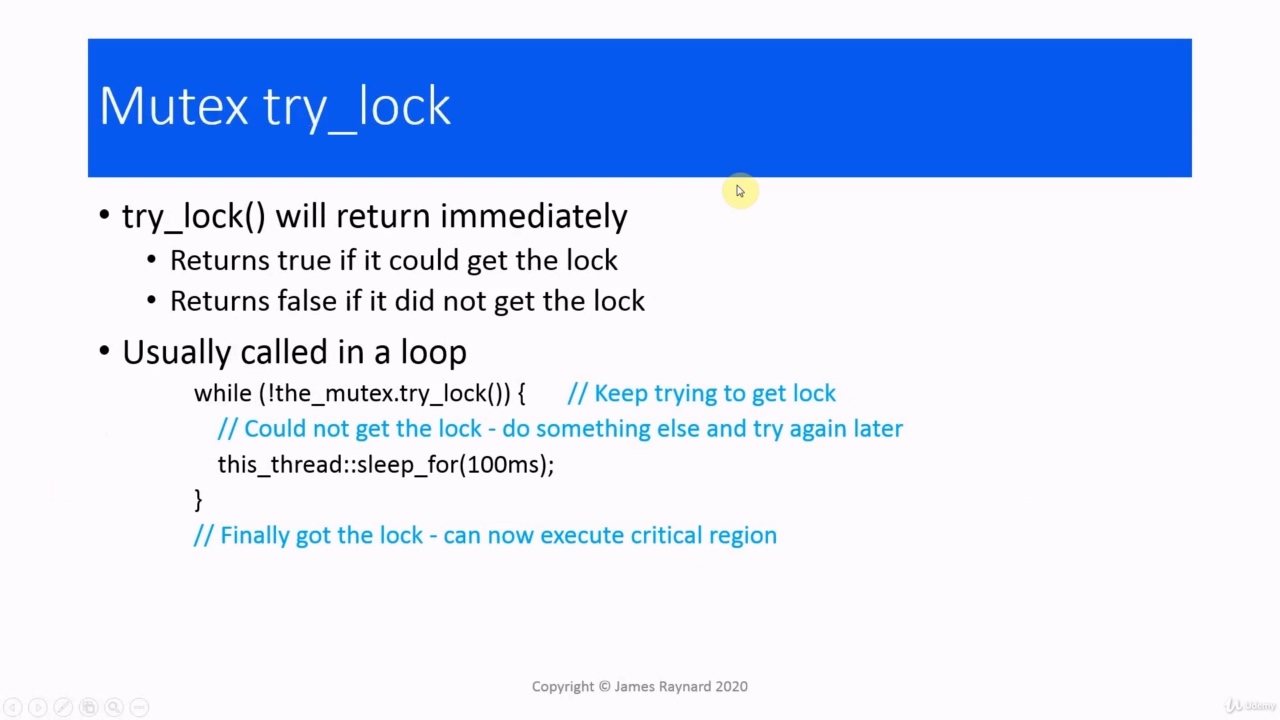 Mutex try_lock
• try_lock() will return immediately
• Returns true if it could get the lock
• Returns false if it did not get the lock
• Usually called in a loop
while (!the_mutex.try_lock()) { // Keep trying to get lock
// Could not get the lock - do something else and try again later
this_thread::sleep_for(100ms);
}
// Finally got the lock - can now execute critical region
Copyright © James Raynard 2020
Udemy